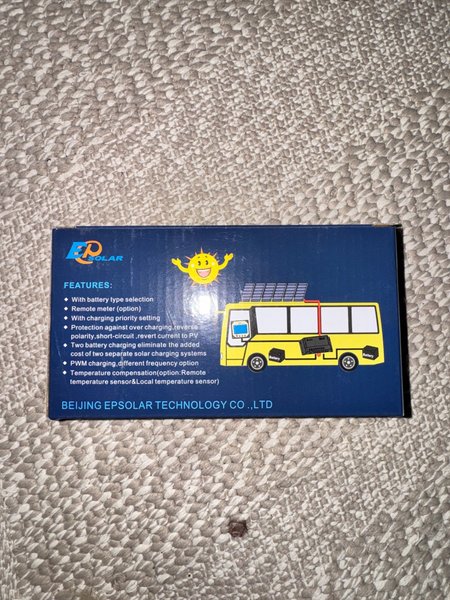 EP SOLAR
FEATURES:
With battery type selection
Remote meter (option)
With charging priority setting
Protection against over charging,reverse
polarity,short-circuit ,revert current to PV
Two battery charging eliminate the added
cost of two separate solar charging systems
PWM charging,different frequency option
Temperature compensation(option:Remote
temperature sensor&Local temperature sensor)
Battery
Battery
BEIJING EPSOLAR TECHNOLOGY CO .,LTD